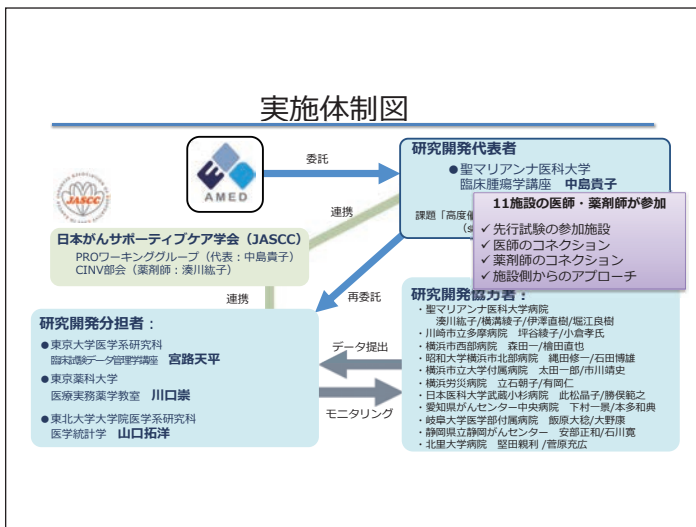 実施体制図
AMED
委託
研究開発代表者
●聖マリアンナ医科大学
臨床腫瘍学講座 中島貴子
課題「高度催
(s
11施設の医師・薬剤師が参加
✓先行試験の参加施設
✓医師のコネクション
✓薬剤師のコネクション
✓施設側からのアプローチ
JASCC
連携
日本がんサポーティブケア学会（JASCC）
PROワーキンググループ（代表：中島貴子）
CINV部会（薬剤師：湊川紘子）
連携
再委託
研究開発分担者：
●東京大学医学系研究科
臨床試験データ管理学講座 宮路天平
●東京薬科大学
医療実務薬学教室 川口崇
●東北大学大学院医学系研究科
医学統計学 山口拓洋
データ提出
モニタリング
研究開発協力者：
・聖マリアンナ医科大学病院
湊川紘子/横溝綾子/伊澤直樹/堀江良樹
・川崎市立多摩病院 坪谷綾子/小倉孝氏
・横浜市西部病院 森田一/檜田直也
・昭和大学横浜市北部病院 縄田修一/石田博雄
・横浜市立大学付属病院 太田一郎/市川靖史
・横浜労災病院 立石朝子/有岡仁
・日本医科大学武蔵小杉病院 此松晶子/勝俣範之
・愛知県がんセンター中央病院 下村一景/本多和典
・岐阜大学医学部付属病院 飯原大稔/大野康
・静岡県立静岡がんセンター 安部正和/石川寛
・北里大学病院 堅田親利/菅原充広